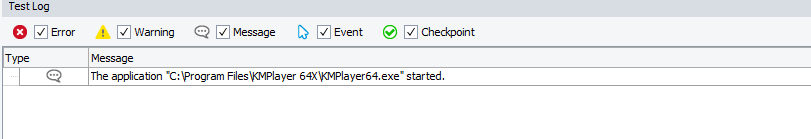 Test Log
Error Warning Message Event Checkpoint
Type Message
The application "C:\Program Files\KMPlayer 64X\KMPlayer64.exe" started.